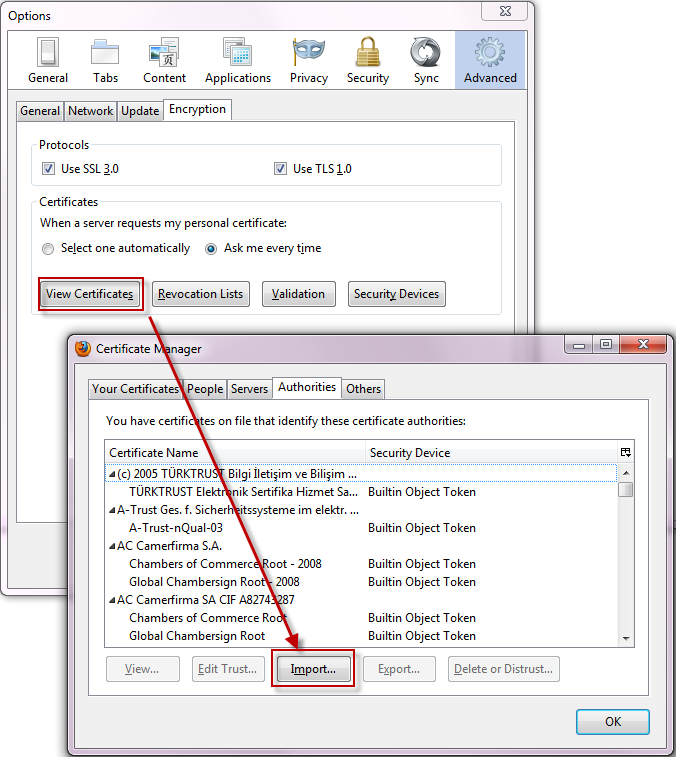 Options
General Tabs Content Applications Privacy Security Sync Advanced
General Network Update Encryption
Protocols
Use SSL 3.0 Use TLS 1.0
Certificates
When a server requests my personal certificate:
Select one automatically Ask me every time
View Certificates Revocation Lists Validation Security Devices
Certificate Manager
Your Certificates People Servers Authorities Others
You have certificates on file that identify these certificate authorities:
Certificate Name Security Device
(c) 2005 TÜRKTRUST Bilgi İletişim ve Bilişim ...
TÜRKTRUST Elektronik Sertifika Hizmet Sa... Builtin Object Token
A-Trust Ges. f. Sicherheitssysteme im elektr. ...
A-Trust-nQual-03 Builtin Object Token
AC Camerfirma S.A.
Chambers of Commerce Root - 2008 Builtin Object Token
Global Chambersign Root - 2008 Builtin Object Token
AC Camerfirma SA CIF A82743287
Chambers of Commerce Root Builtin Object Token
Global Chambersign Root Builtin Object Token
View... Edit Trust... Import... Export... Delete or Distrust...
OK